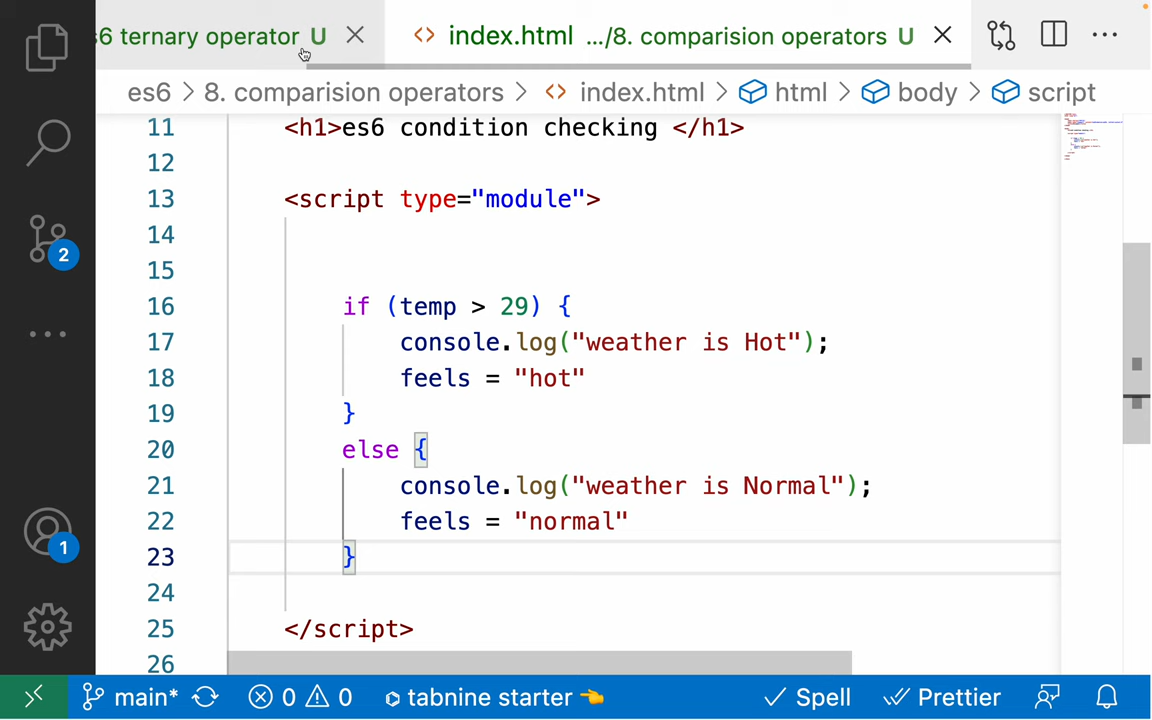 s6 ternary operator U
<> index.html .../8. comparision operators U
es6 > 8. comparision operators > <> index.html > html > body > script
11 <h1>es6 condition checking </h1>
12
13 <script type="module">
14
15
16 if (temp > 29) {
17 console.log("weather is Hot");
18 feels = "hot"
19 }
20 else {
21 console.log("weather is Normal");
22 feels = "normal"
23 }
24
25 </script>
26
2
1
main* 0 0 tabnine starter Spell Prettier